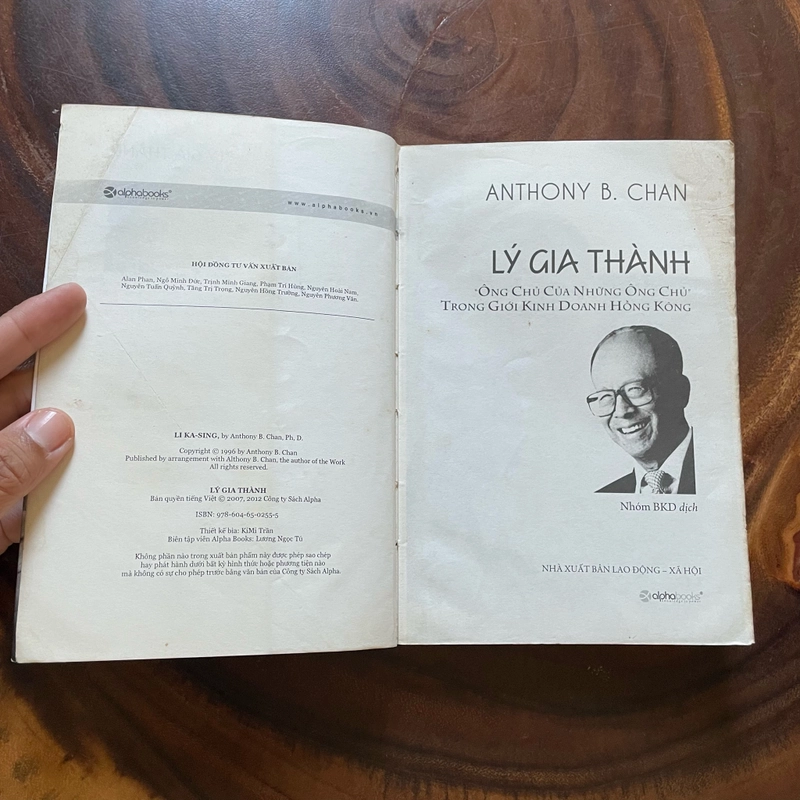 alphabooks®
www.alphabooks.vn
HỘI ĐỒNG TƯ VẤN XUẤT BẢN
Alan Phan, Ngô Minh Đức, Trịnh Minh Giang, Phạm Trí Hùng, Nguyễn Hoài Nam,
Nguyễn Tuấn Quỳnh, Tăng Trị Trọng, Nguyễn Hồng Trường, Nguyễn Phương Văn.
LI KA-SING, by Anthony B. Chan, Ph, D.
Copyright © 1996 by Anthony B. Chan
Published by arrangement with Althony B. Chan, the author of the Work
All rights reserved.
LÝ GIA THÀNH
Bản quyền tiếng Việt © 2007, 2012 Công ty Sách Alpha
ISBN: 978-604-65-0255-5
Thiết kế bìa: KiMi Trần
Biên tập viên Alpha Books: Lương Ngọc Tú
Không phần nào trong xuất bản phẩm này được phép sao chép
hay phát hành dưới bất kỳ hình thức hoặc phương tiện nào
mà không có sự cho phép trước bằng văn bản của Công ty Sách Alpha.
ANTHONY B. CHAN
LÝ GIA THÀNH
"ÔNG CHỦ CỦA NHỮNG ÔNG CHỦ"
TRONG GIỚI KINH DOANH HỒNG KÔNG
Nhóm BKD dịch
NHÀ XUẤT BẢN LAO ĐỘNG – XÃ HỘI
alphabooks®